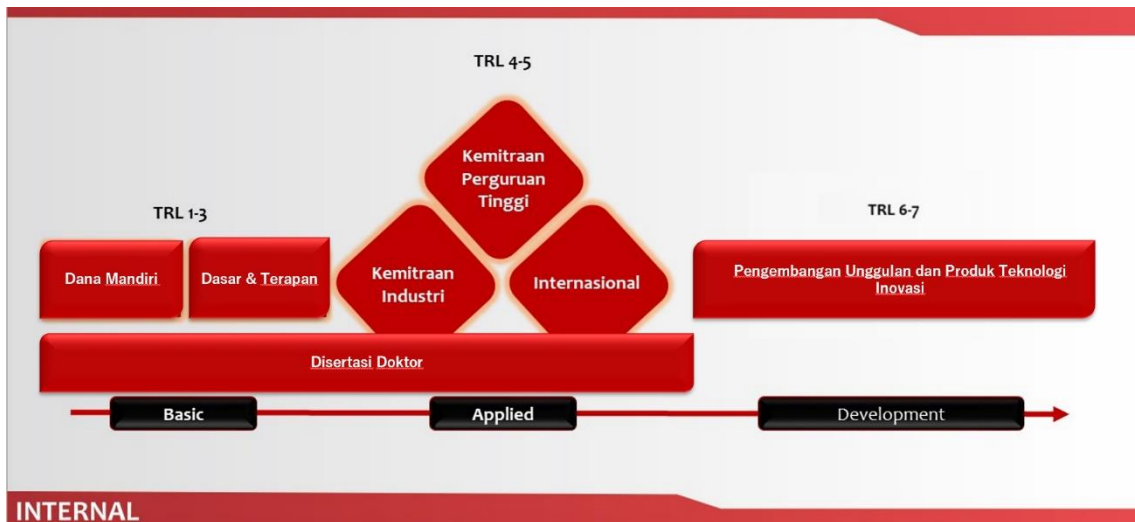 TRL 4-5
Kemitraan
Perguruan
Tinggi
TRL 1-3
TRL 6-7
Dana Mandiri
Dasar & Terapan
Kemitraan
Industri
Internasional
Pengembangan Unggulan dan Produk Teknologi
Inovasi
Disertasi Doktor
Basic
Applied
Development
INTERNAL